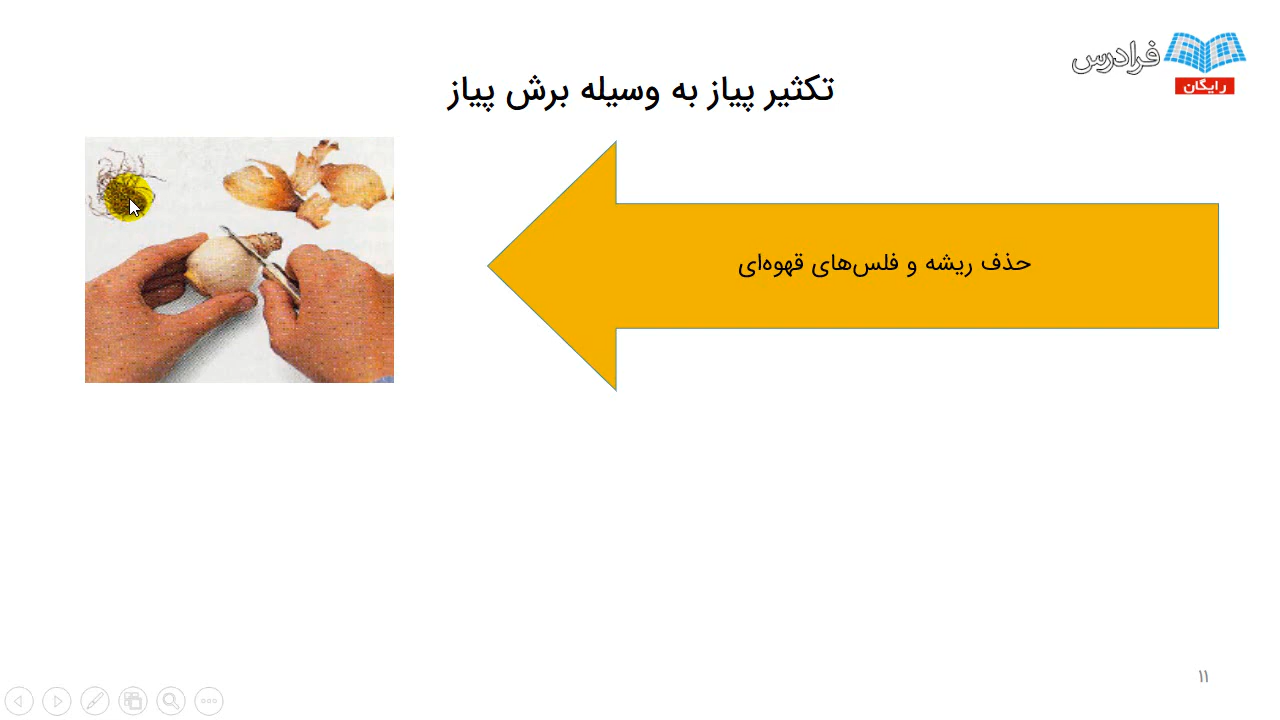 فرادرس
رایگان
تکثیر پیاز به وسیله برش پیاز
حذف ریشه و فلس‌های قهوه‌ای
۱۱